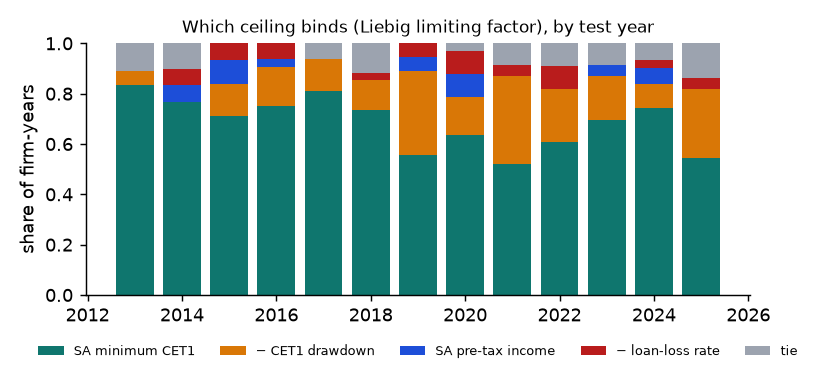 Which ceiling binds (Liebig limiting factor), by test year
share of firm-years
1.0
0.8
0.6
0.4
0.2
0.0
2012 2014 2016 2018 2020 2022 2024 2026
SA minimum CET1 − CET1 drawdown SA pre-tax income − loan-loss rate tie